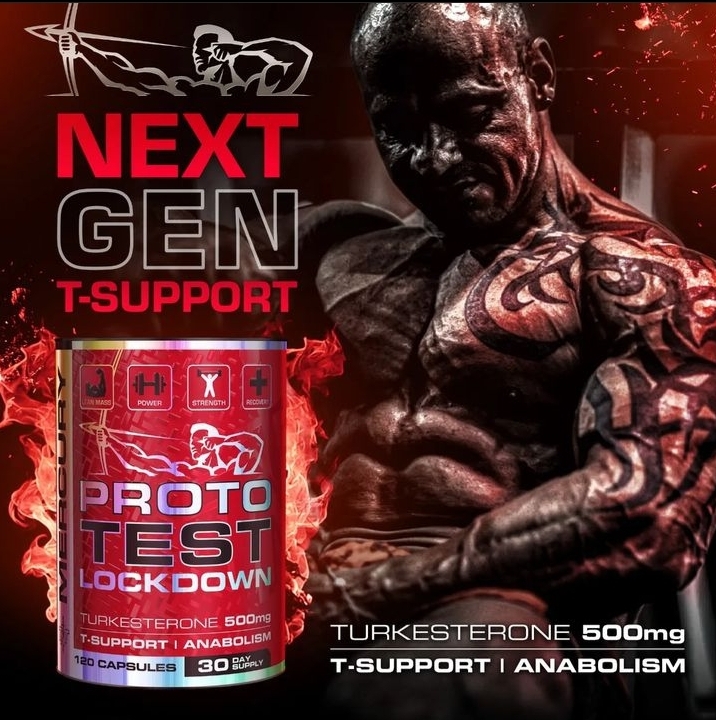 NEXT
GEN
T-SUPPORT
MERCURY
LEAN MASS
POWER
STRENGTH
RECOVERY
PROTO
TEST
LOCKDOWN
TURKESTERONE 500mg
T-SUPPORT | ANABOLISM
120 CAPSULES 30 DAY SUPPLY
TURKESTERONE 500mg
T-SUPPORT | ANABOLISM